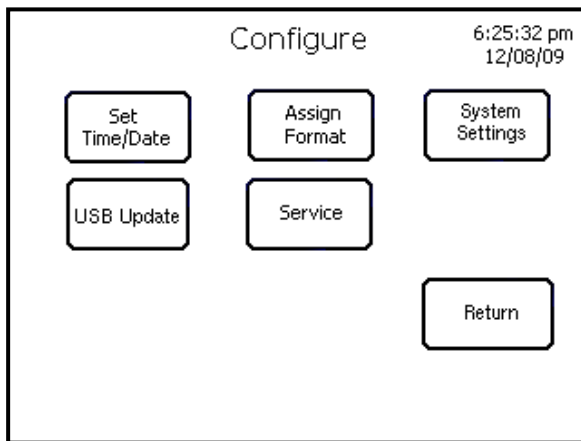 Configure
6:25:32 pm
12/08/09
Set
Time/Date
Assign
Format
System
Settings
USB Update
Service
Return